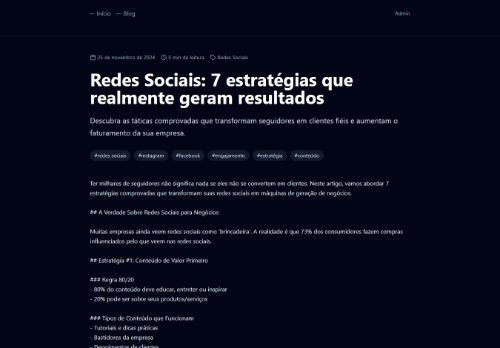 ← Início ← Blog Admin
25 de novembro de 2024 5 min de leitura Redes Sociais
Redes Sociais: 7 estratégias que
realmente geram resultados
Descubra as táticas comprovadas que transformam seguidores em clientes fiéis e aumentam o
faturamento da sua empresa.
#redes sociais #instagram #facebook #engajamento #estratégia #conteúdo
Ter milhares de seguidores não significa nada se eles não se convertem em clientes. Neste artigo, vamos abordar 7
estratégias comprovadas que transformam suas redes sociais em máquinas de geração de negócios.
## A Verdade Sobre Redes Sociais para Negócios
Muitas empresas ainda veem redes sociais como 'brincadeira'. A realidade é que 73% dos consumidores fazem compras
influenciados pelo que veem nas redes sociais.
## Estratégia #1: Conteúdo de Valor Primeiro
### Regra 80/20
- 80% do conteúdo deve educar, entreter ou inspirar
- 20% pode ser sobre seus produtos/serviços
### Tipos de Conteúdo que Funcionam
- Tutoriais e dicas práticas
- Bastidores da empresa
- Depoimentos de clientes